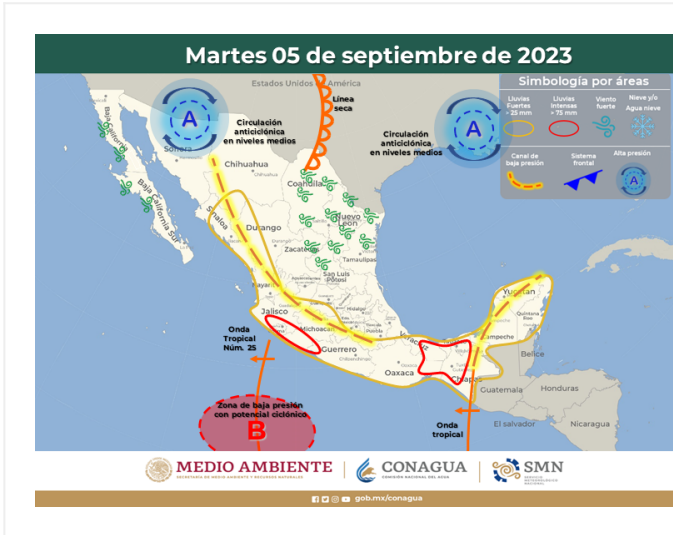 Martes 05 de septiembre de 2023
Estados Unidos de América
Simbología por áreas
Lluvias
Fuertes
- 25 mm
Lluvias
Intensas
> 75 mm
Viento
fuerte
Nieve y/o
Agua nieve
Canal de
baja presión
Sistema
frontal
Alta presión
A
A
A
Línea
seca
Circulación
anticiclónica
en niveles medios
Circulación
anticiclónica
en niveles medios
Baja California
Sonora
Chihuahua
Chihuahua
Coahuila
Baja California Sur
Sinaloa
Durango
Nuevo
León
Zacatecas
Tamaulipas
San Luis
Potosí
Nayarit
Jalisco
Hidalgo
Michoacán
Puebla
Veracruz
Guerrero
Oaxaca
Chiapas
Yucatán
Quintana
Roo
Campeche
Belice
Guatemala
Honduras
El salvador
Nicaragua
Onda
Tropical
Núm. 25
Zona de baja presión
con potencial ciclónico
B
Onda
tropical
MEDIO AMBIENTE
SECRETARÍA DE MEDIO AMBIENTE Y RECURSOS NATURALES
CONAGUA
COMISIÓN NACIONAL DEL AGUA
SMN
SERVICIO
METEOROLÓGICO
NACIONAL
gob.mx/conagua